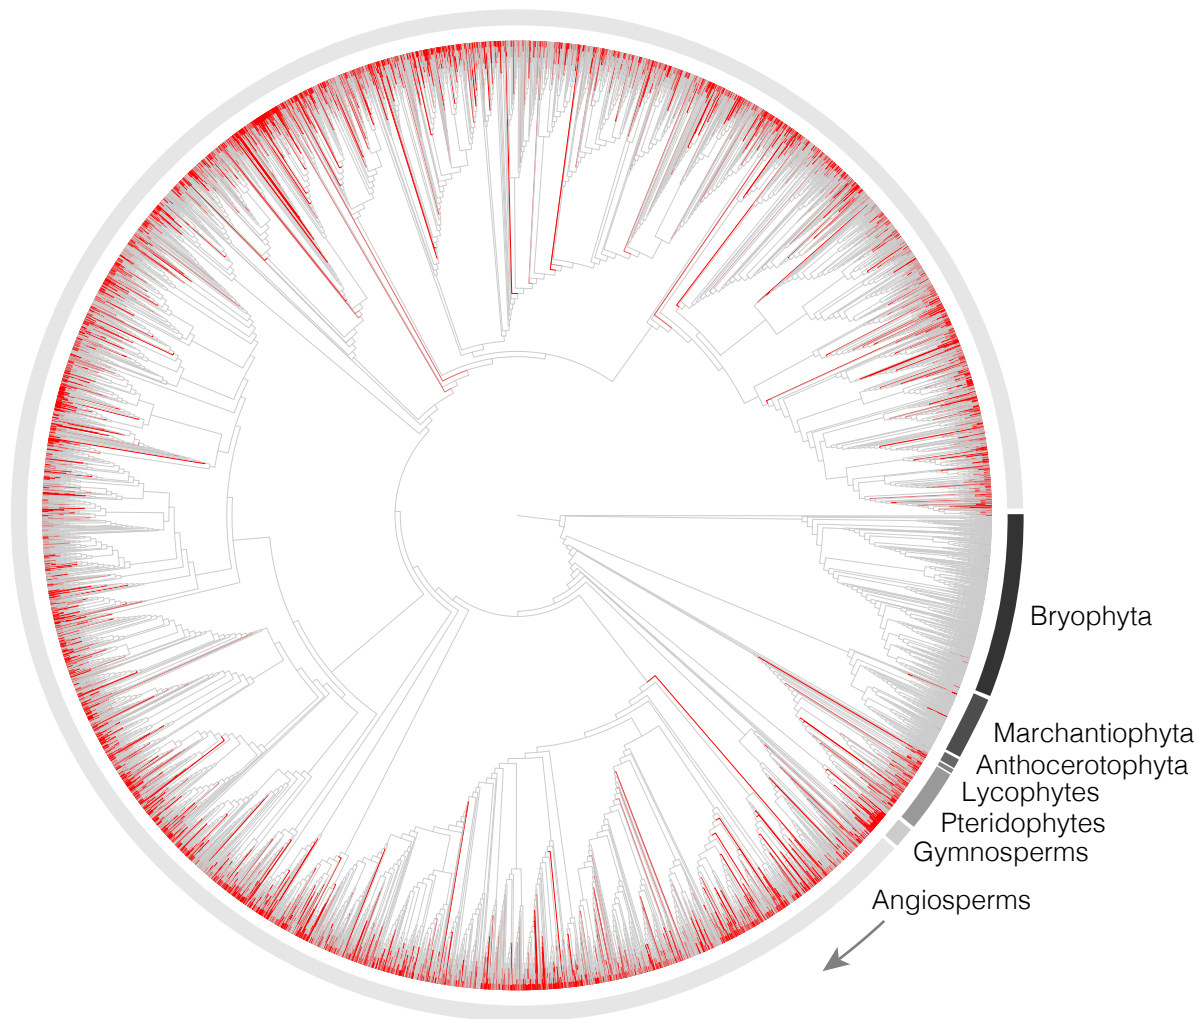 Bryophyta
Marchantiophyta
Anthocerotophyta
Lycophytes
Pteridophytes
Gymnosperms
Angiosperms